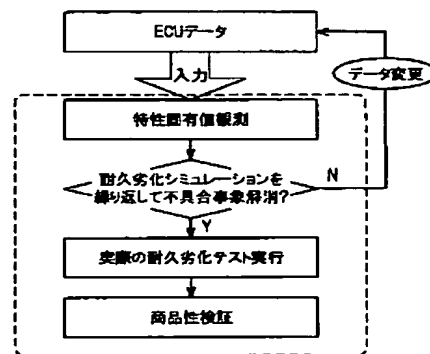 ECUデータ
入力
データ変更
特性固有値観測
耐久劣化シミュレーションを
繰り返して不具合事象解消?
N
Y
実際の耐久劣化テスト実行
商品性検証